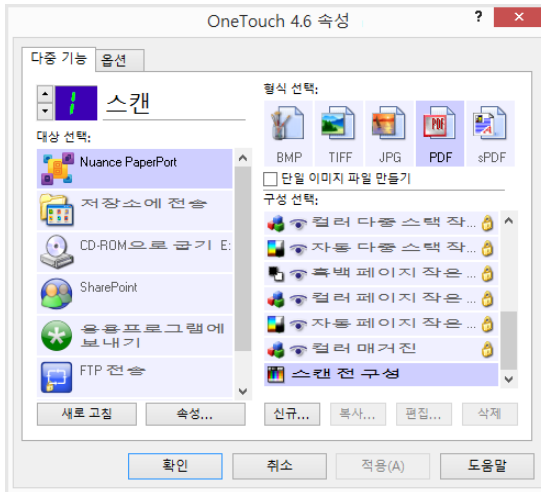 OneTouch 4.6 속성
?
다중 기능
옵션
1
스캔
대상 선택:
Nuance PaperPort
저장소에 전송
CD-ROM으로 굽기 E:
SharePoint
응용프로그램에
보내기
FTP 전송
새로 고침
속성...
형식 선택:
BMP
TIFF
JPG
PDF
sPDF
단일 이미지 파일 만들기
구성 선택:
컬러 다중 스택 작...
자동 다중 스택 작...
흑백 페이지 작은 ...
컬러 페이지 작은 ...
자동 페이지 작은 ...
컬러 매거진
스캔 전 구성
신규...
복사...
편집...
삭제
확인
취소
적용(A)
도움말